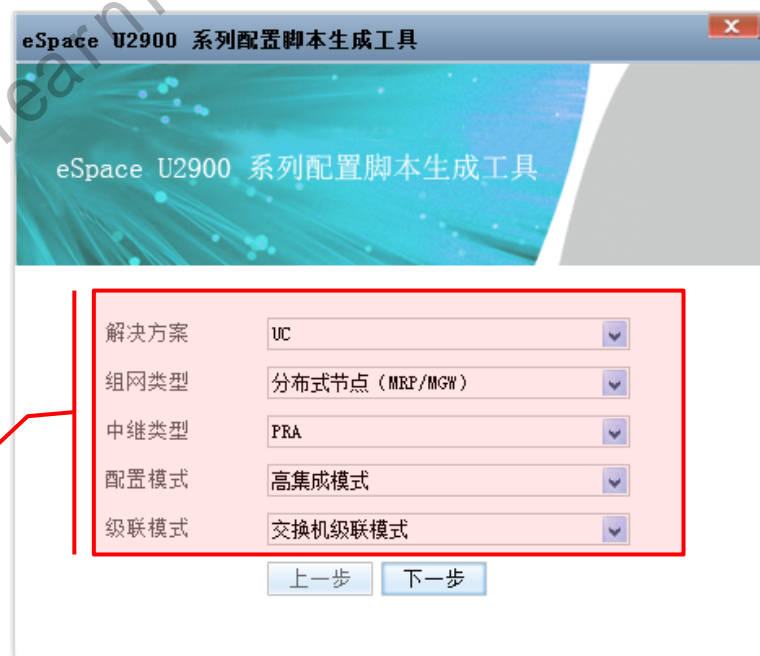 eSpace U2900 系列配置脚本生成工具
eSpace U2900 系列配置脚本生成工具
解决方案 UC
组网类型 分布式节点（MRP/MGW）
中继类型 PRA
配置模式 高集成模式
级联模式 交换机级联模式
上一步 下一步